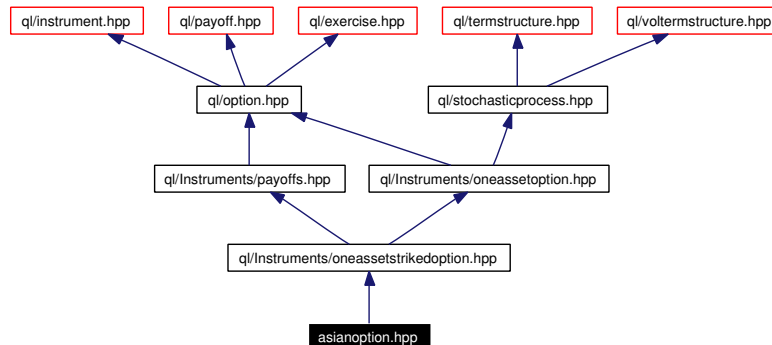 ql/instrument.hpp
ql/payoff.hpp
ql/exercise.hpp
ql/termstructure.hpp
ql/voltermstructure.hpp
ql/option.hpp
ql/stochasticprocess.hpp
ql/Instruments/payoffs.hpp
ql/Instruments/oneassetoption.hpp
ql/Instruments/oneassetstrikedoption.hpp
asianoption.hpp